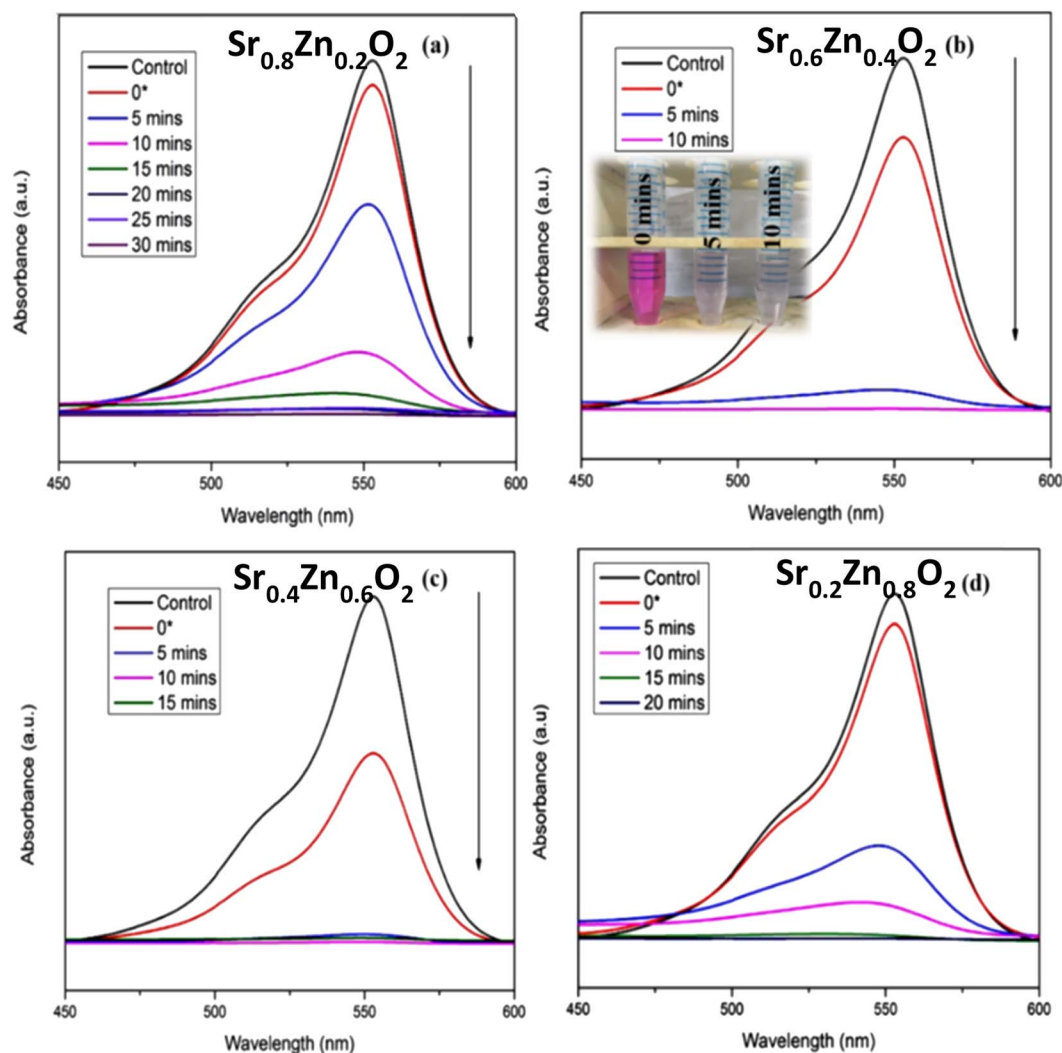 Sr0.8Zn0.2O2 (a)
Control
0*
5 mins
10 mins
15 mins
20 mins
25 mins
30 mins
Absorbance (a.u.)
450 500 550 600
Wavelength (nm)
Sr0.6Zn0.4O2 (b)
Control
0*
5 mins
10 mins
0 mins
5 mins
10 mins
Absorbance (a.u.)
450 500 550 600
Wavelength (nm)
Sr0.4Zn0.6O2 (c)
Control
0*
5 mins
10 mins
15 mins
Absorbance (a.u.)
450 500 550 600
Wavelength (nm)
Sr0.2Zn0.8O2 (d)
Control
0*
5 mins
10 mins
15 mins
20 mins
Absorbance (a.u)
450 500 550 600
Wavelength (nm)